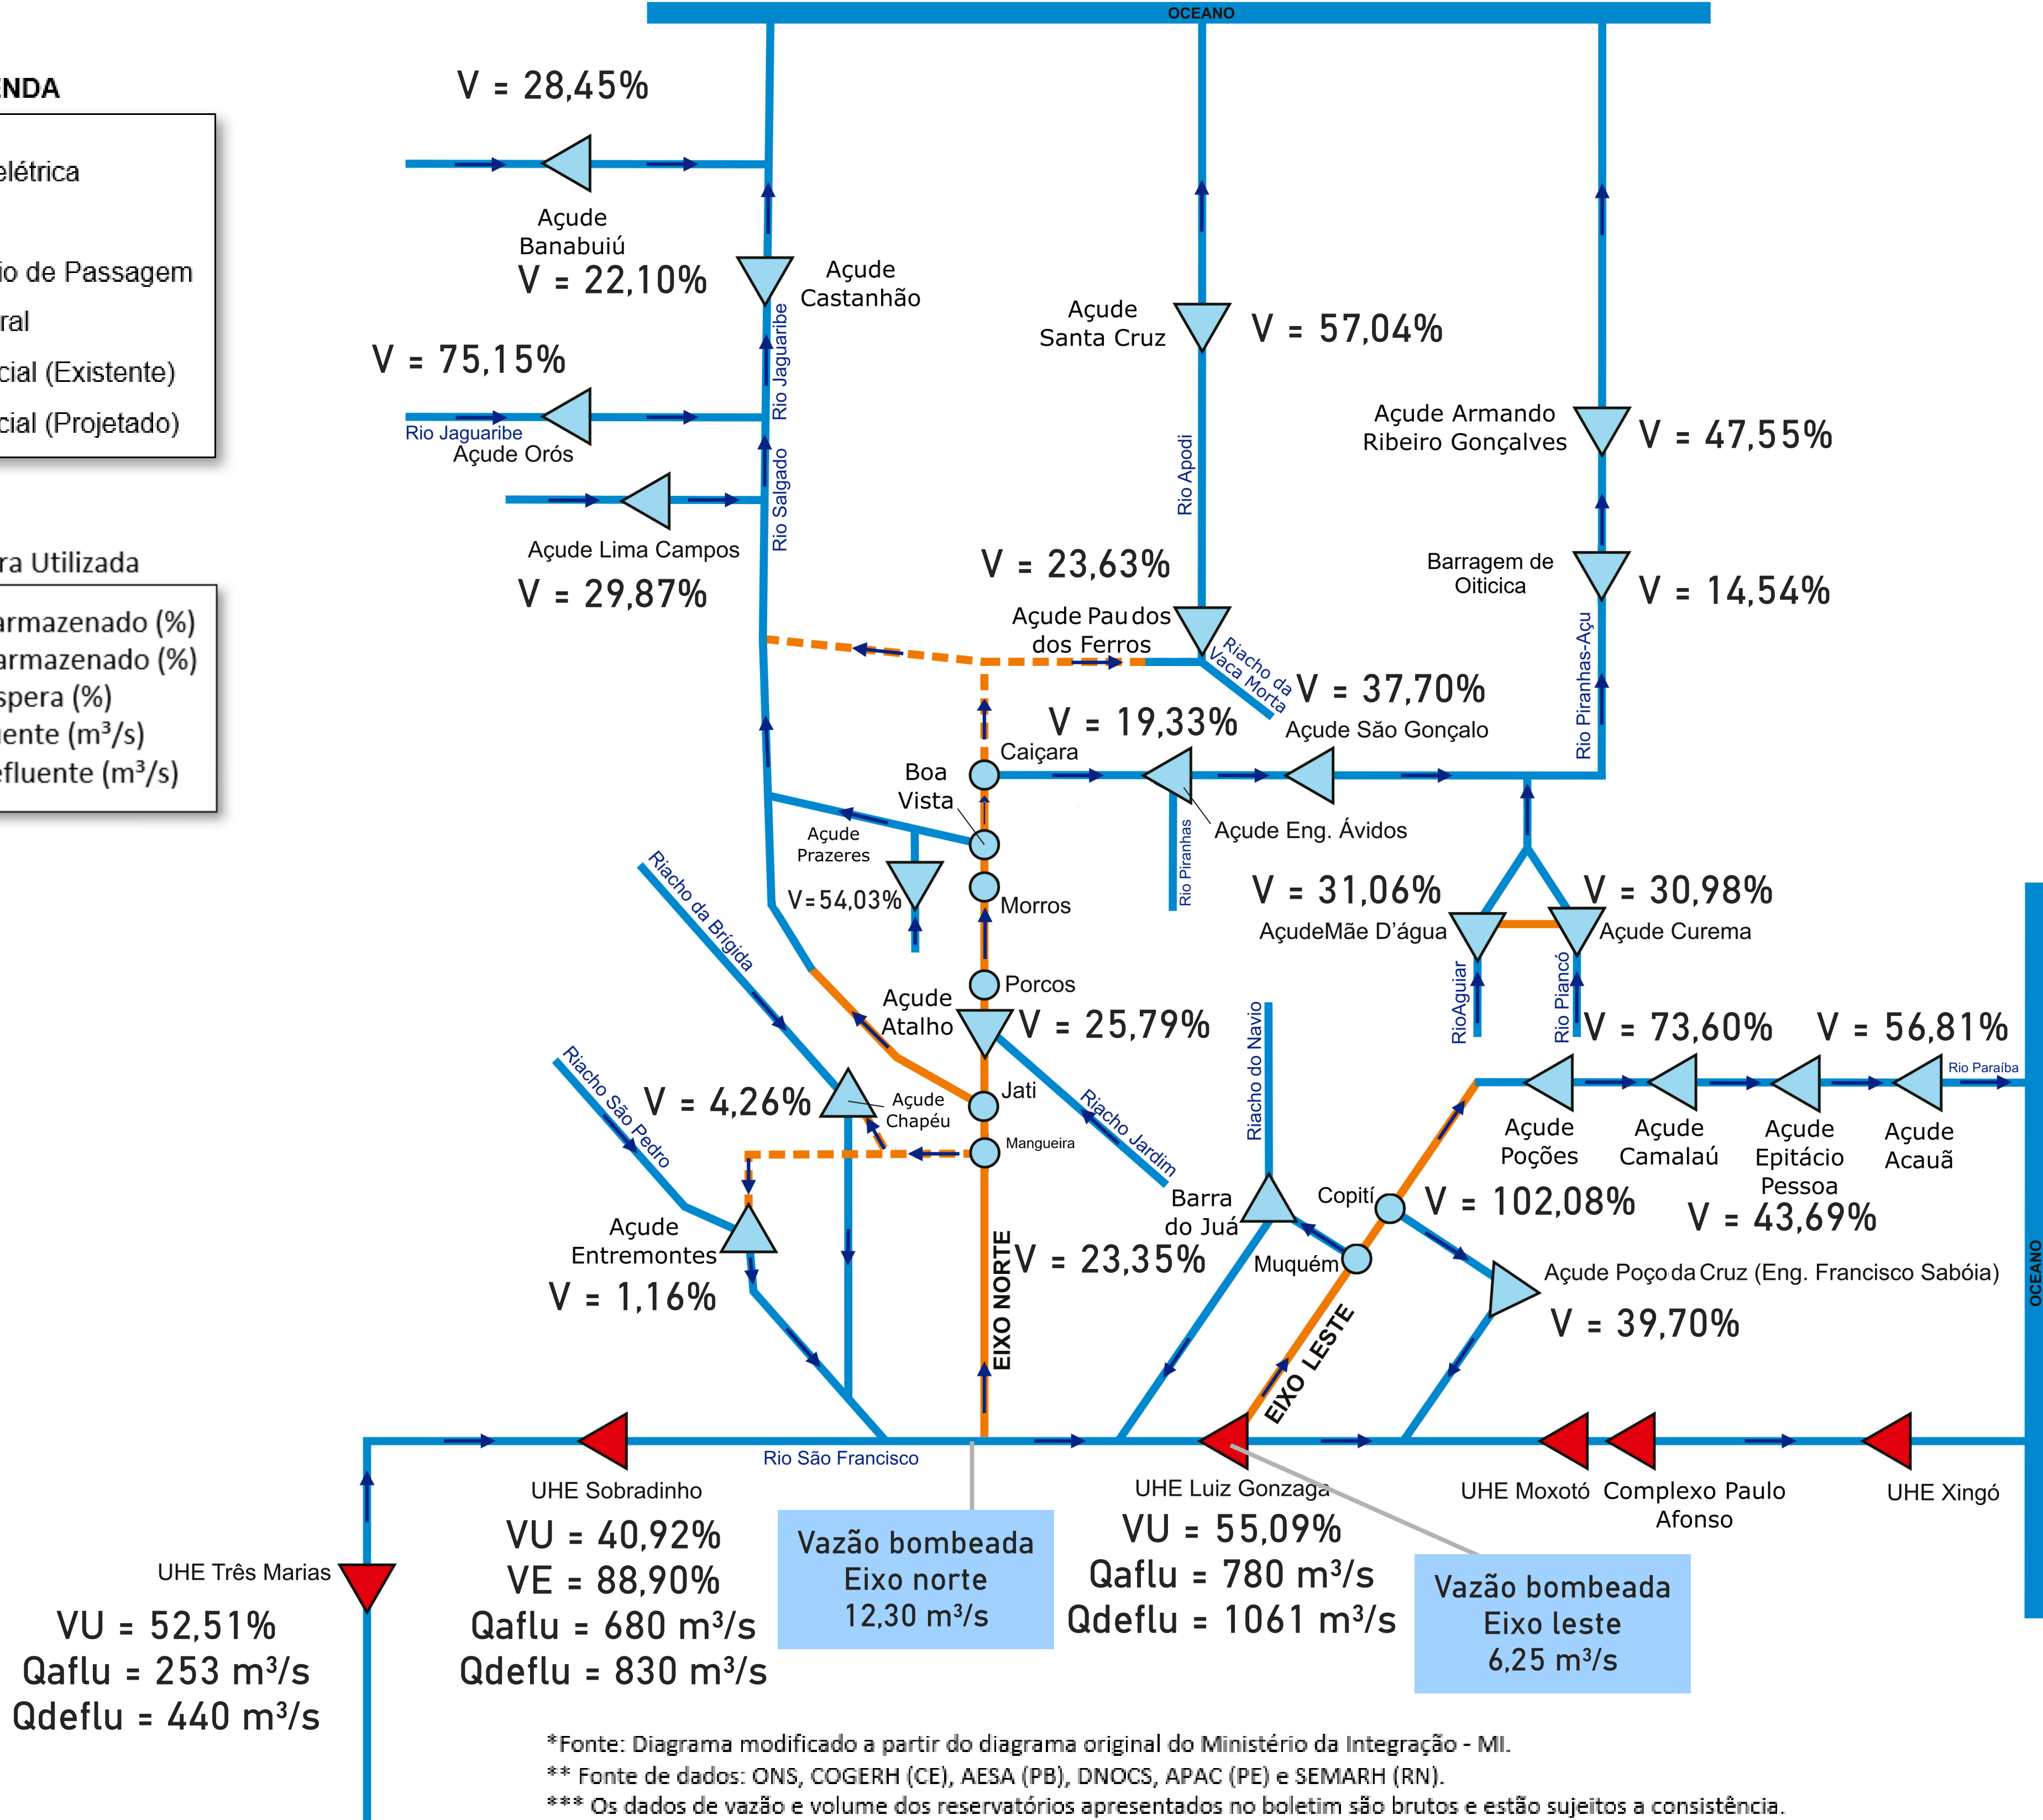 OCEANO
V = 28,45%
Açude
Banabuiú
V = 22,10%
Açude
Castanhão
Rio Jaguaribe
V = 75,15%
Rio Jaguaribe
Açude Orós
Rio Salgado
Açude Lima Campos
V = 29,87%
Açude
Santa Cruz
V = 57,04%
Rio Apodi
V = 23,63%
Açude Pau dos
dos Ferros
Riacho da
Vaca Morta
Açude Armando
Ribeiro Gonçalves
V = 47,55%
Barragem de
Oiticica
V = 14,54%
Rio Piranhas-Açu
V = 37,70%
Açude São Gonçalo
V = 19,33%
Caiçara
Boa
Vista
Açude Eng. Ávidos
Rio Piranhas
Açude
Prazeres
V = 54,03%
Morros
Porcos
Açude
Atalho
V = 25,79%
V = 31,06%
AçudeMãe D'água
V = 30,98%
Açude Curema
RioAguiar
Rio Piancó
V = 73,60%
V = 56,81%
Rio Paraíba
Açude
Poções
Açude
Camalaú
Açude
Epitácio
Pessoa
Açude
Acauã
V = 102,08%
V = 43,69%
OCEANO
Riacho da Brígida
Riacho São Pedro
V = 4,26%
Açude
Chapéu
Jati
Mangueira
Riacho Jardim
Riacho do Navio
Açude
Entremontes
V = 1,16%
EIXO NORTE
Barra
do Juá
V = 23,35%
Copití
Muquém
EIXO LESTE
Açude Poço da Cruz (Eng. Francisco Sabóia)
V = 39,70%
Rio São Francisco
UHE Sobradinho
VU = 40,92%
VE = 88,90%
Qaflu = 680 m³/s
Qdeflu = 830 m³/s
UHE Três Marias
VU = 52,51%
Qaflu = 253 m³/s
Qdeflu = 440 m³/s
Vazão bombeada
Eixo norte
12,30 m³/s
UHE Luiz Gonzaga
VU = 55,09%
Qaflu = 780 m³/s
Qdeflu = 1061 m³/s
Vazão bombeada
Eixo leste
6,25 m³/s
UHE Moxotó
Complexo Paulo
Afonso
UHE Xingó
ENDA
elétrica
io de Passagem
ral
cial (Existente)
cial (Projetado)
ra Utilizada
armazenado (%)
armazenado (%)
spera (%)
uente (m³/s)
efluente (m³/s)
*Fonte: Diagrama modificado a partir do diagrama original do Ministério da Integração - MI.
** Fonte de dados: ONS, COGERH (CE), AESA (PB), DNOCS, APAC (PE) e SEMARH (RN).
*** Os dados de vazão e volume dos reservatórios apresentados no boletim são brutos e estão sujeitos a consistência.